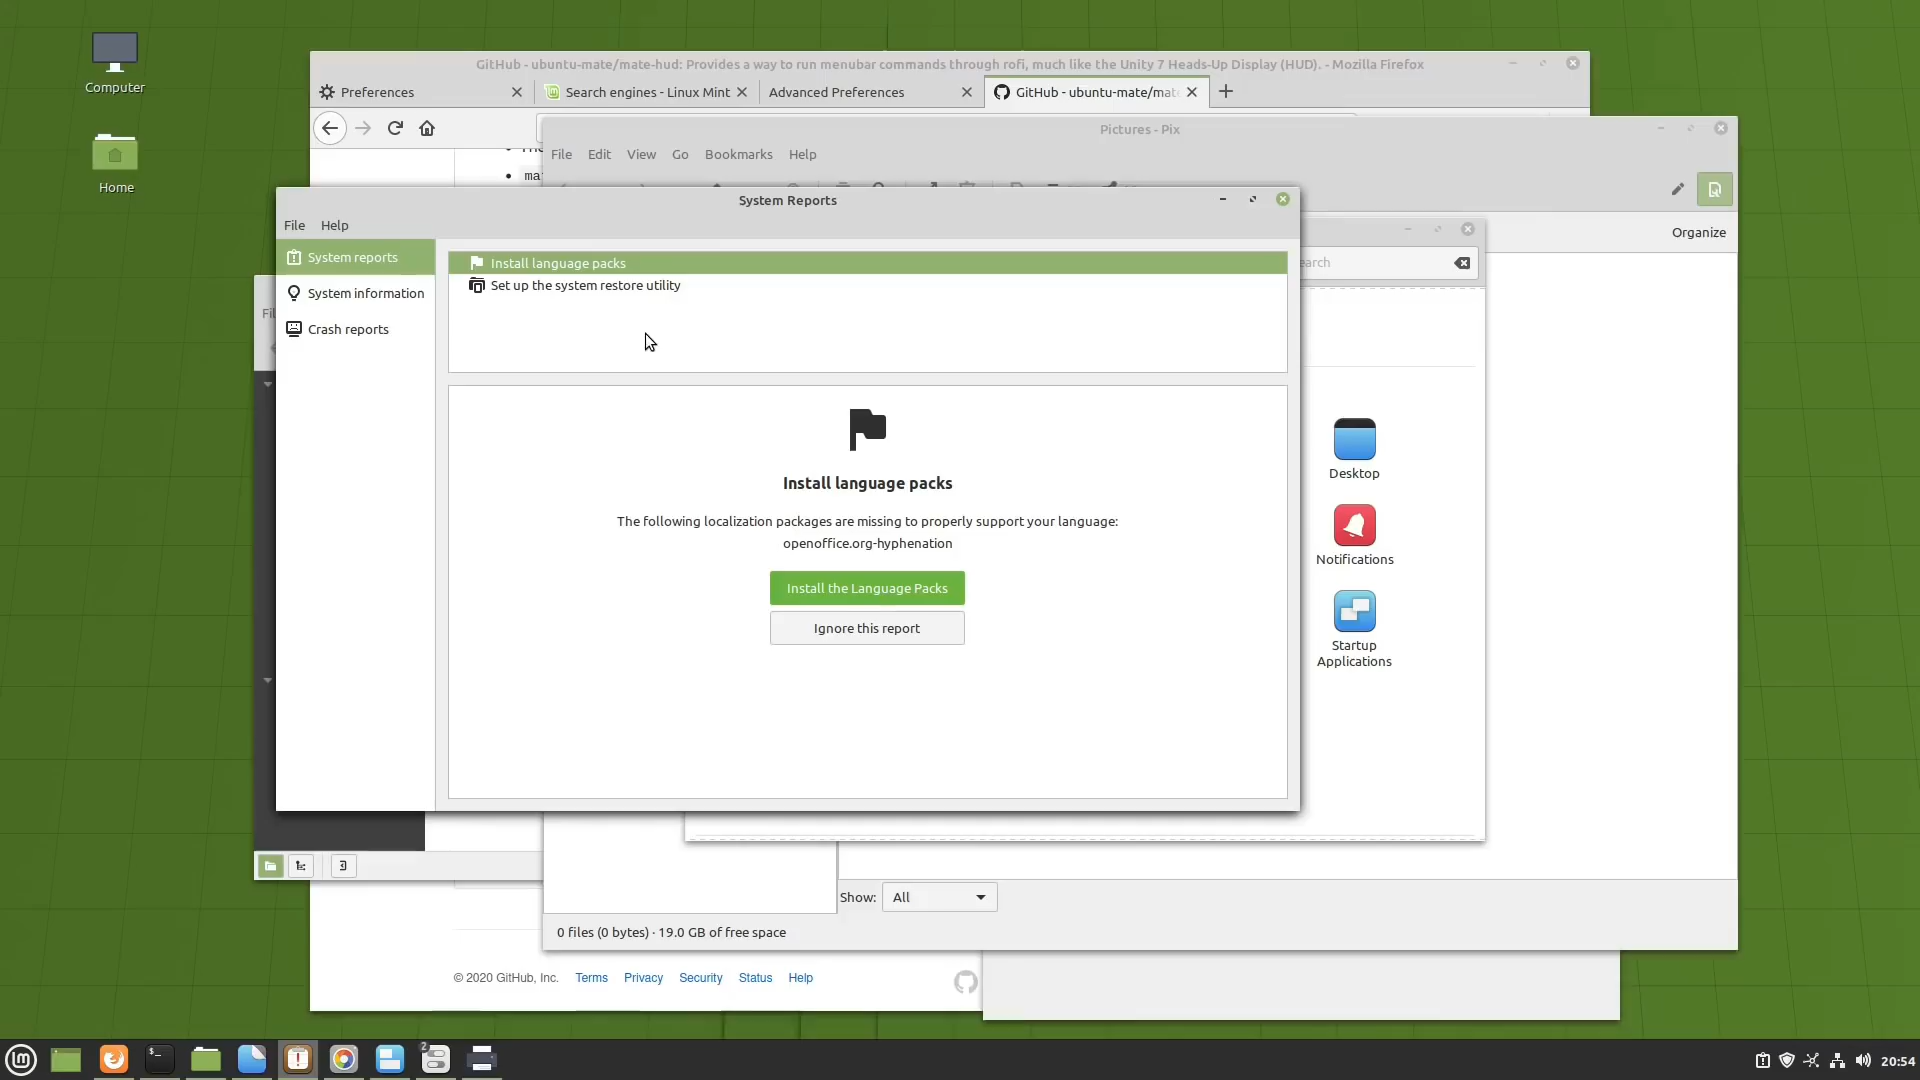 Computer
Home
GitHub - ubuntu-mate/mate-hud: Provides a way to run menubar commands through rofi, much like the Unity 7 Heads-Up Display (HUD). - Mozilla Firefox
Preferences
Search engines - Linux Mint
Advanced Preferences
GitHub - ubuntu-mate/mat
Pictures - Pix
File Edit View Go Bookmarks Help
ma
Organize
System Reports
File Help
System reports
System information
Crash reports
Install language packs
Set up the system restore utility
Install language packs
The following localization packages are missing to properly support your language:
openoffice.org-hyphenation
Install the Language Packs
Ignore this report
earch
Desktop
Notifications
Startup
Applications
Fil
Show: All
0 files (0 bytes) · 19.0 GB of free space
© 2020 GitHub, Inc. Terms Privacy Security Status Help
2
20:54